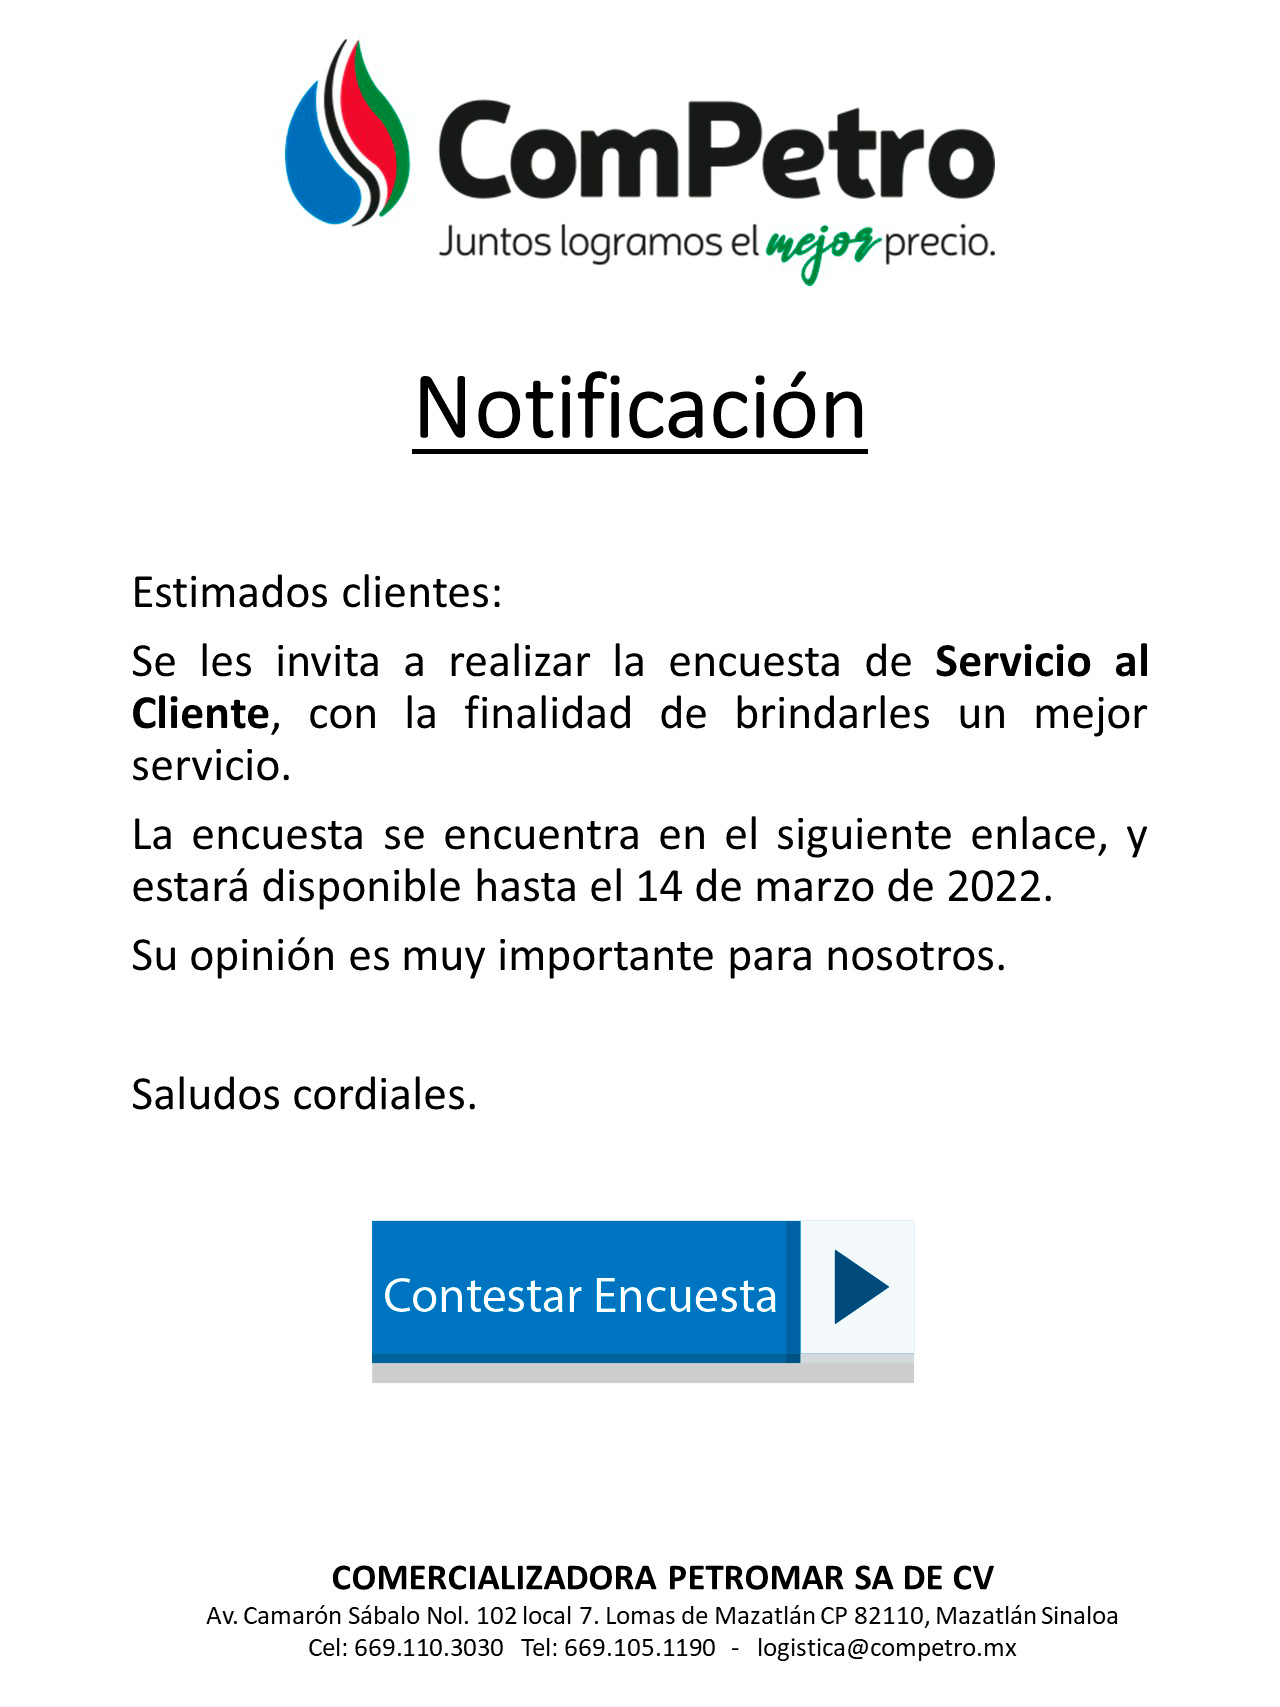 ComPetro
Juntos logramos el mejor precio.
Notificación
Estimados clientes:
Se les invita a realizar la encuesta de Servicio al
Cliente, con la finalidad de brindarles un mejor
servicio.
La encuesta se encuentra en el siguiente enlace, y
estará disponible hasta el 14 de marzo de 2022.
Su opinión es muy importante para nosotros.
Saludos cordiales.
Contestar Encuesta
COMERCIALIZADORA PETROMAR SA DE CV
Av. Camarón Sábalo Nol. 102 local 7. Lomas de Mazatlán CP 82110, Mazatlán Sinaloa
Cel: 669.110.3030 Tel: 669.105.1190 - logistica@competro.mx